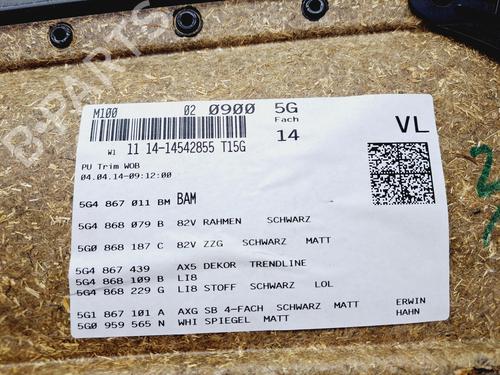 M100 02 0900 5G
Fach
14
VL
W1 11 14-14542855 T15G
PU Trim WOB
04.04.14-09:12:00
5G4 867 011 BM BAM
5G4 868 079 B 82V RAHMEN SCHWARZ
5G0 868 187 C 82V ZZG SCHWARZ MATT
5G4 867 439 AX5 DEKOR TRENDLINE
5G4 868 109 B LI8
5G4 868 229 G LI8 STOFF SCHWARZ LOL
5G1 867 101 A AXG SB 4-FACH SCHWARZ MATT
5G0 959 565 N WHI SPIEGEL MATT
ERWIN
HAHN
B-PARTS